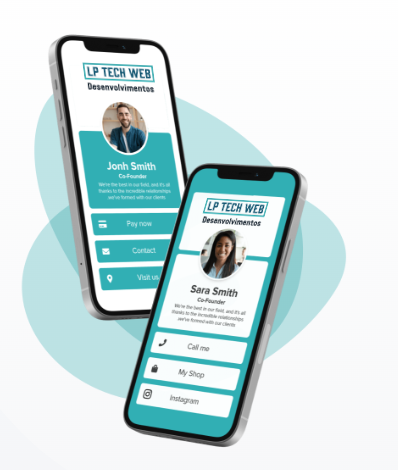 LP TECH WEB
Desenvolvimentos
Jonh Smith
Co-Founder
We're the best in our field, and it's all
thanks to the incredible relationships
we've formed with our clients
Pay now
Contact
Visit us
LP TECH WEB
Desenvolvimentos
Sara Smith
Co-Founder
We're the best in our field, and it's all
thanks to the incredible relationships
we've formed with our clients
Call me
My Shop
Instagram